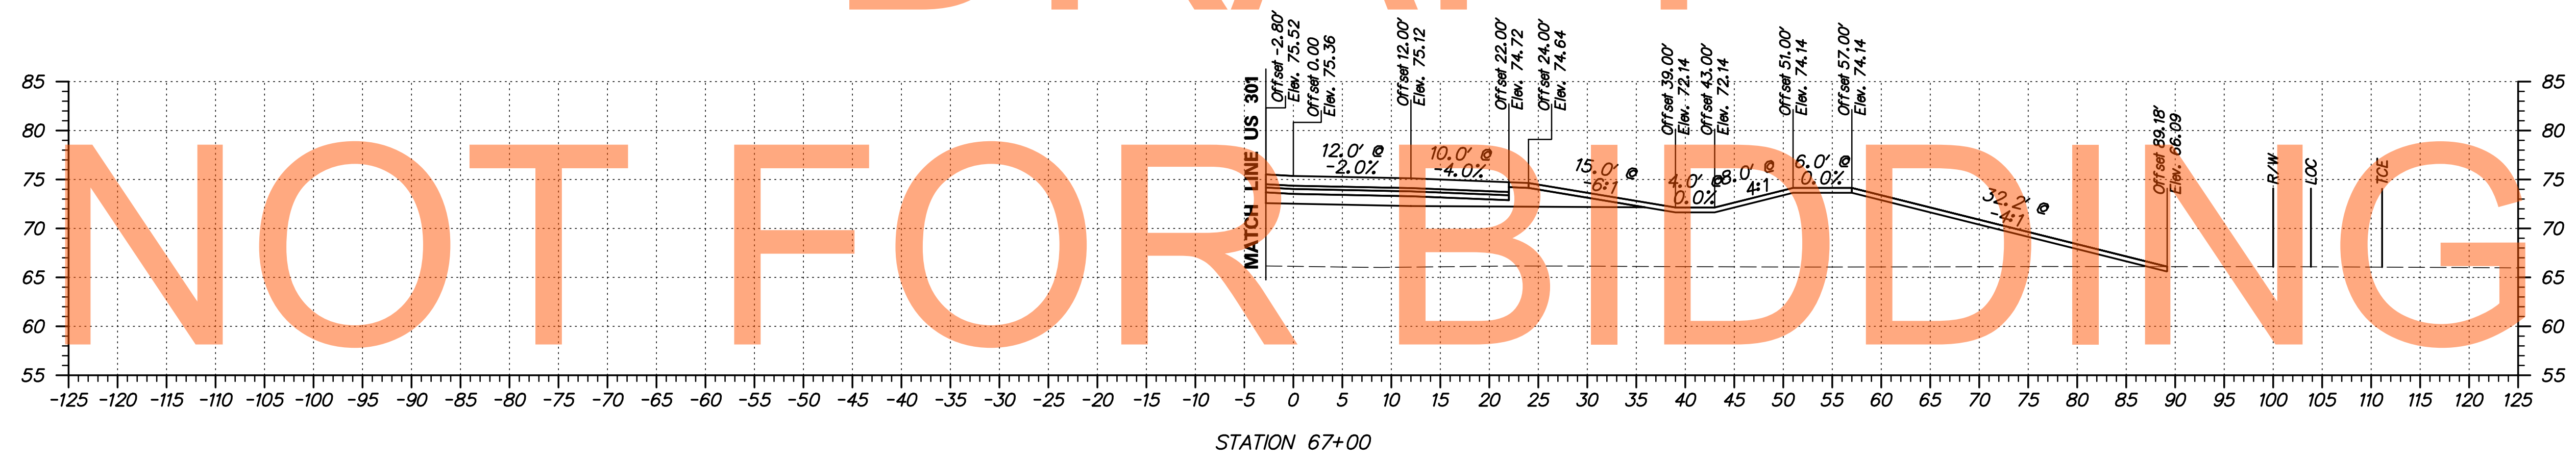 DRAFT
NOT FOR BIDDING
MATCH LINE US 301
Offset -2.80'
Elev. 75.52
Offset 0.00
Elev. 75.36
Offset 12.00'
Elev. 75.12
Offset 22.00'
Elev. 74.72
Offset 24.00'
Elev. 74.64
Offset 39.00'
Elev. 72.14
Offset 43.00'
Elev. 72.14
Offset 51.00'
Elev. 74.14
Offset 57.00'
Elev. 74.14
Offset 89.18'
Elev. 66.09
R/W
LOC
TCE
12.0' @
-2.0%
10.0' @
-4.0%
15.0' @
-6:1
4.0' @
0.0%
8.0' @
4:1
6.0' @
0.0%
32.2' @
-4:1
85 85
80 80
75 75
70 70
65 65
60 60
55 55
-125 -120 -115 -110 -105 -100 -95 -90 -85 -80 -75 -70 -65 -60 -55 -50 -45 -40 -35 -30 -25 -20 -15 -10 -5 0 5 10 15 20 25 30 35 40 45 50 55 60 65 70 75 80 85 90 95 100 105 110 115 120 125
STATION 67+00